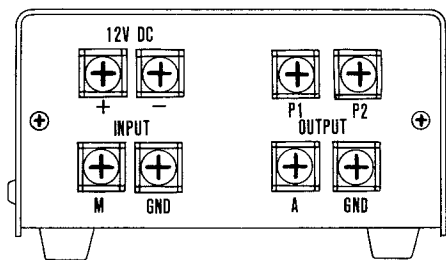 12V DC
+ −
P1 P2
INPUT OUTPUT
M GND A GND